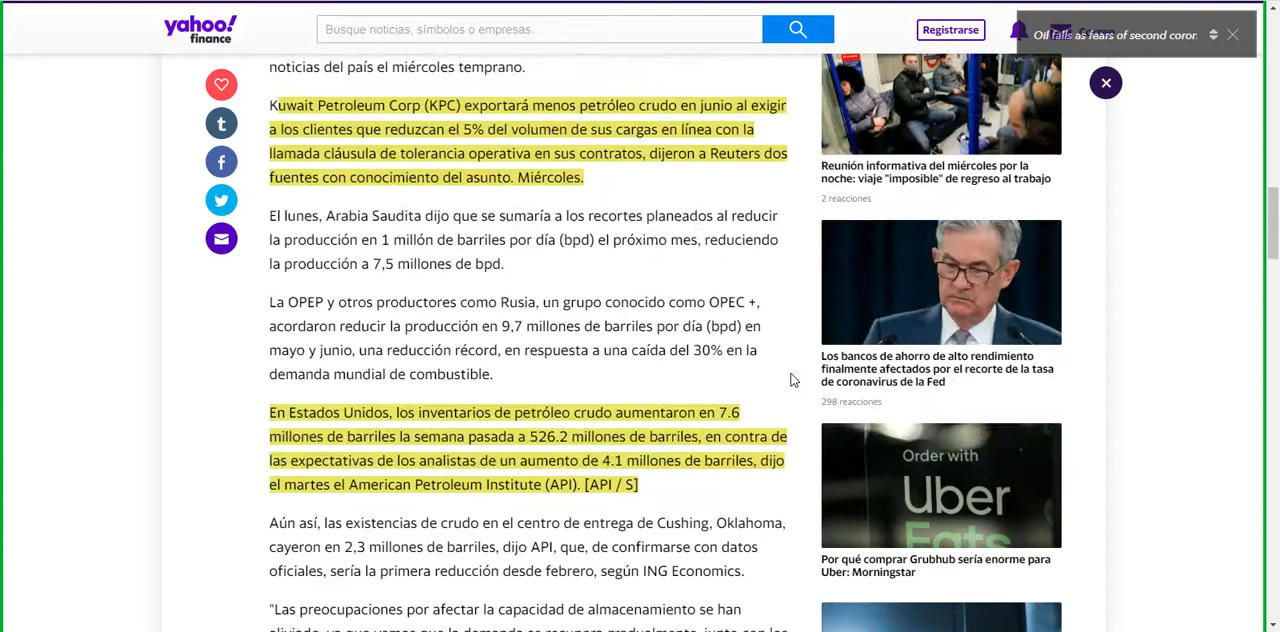 yahoo!
finance
Busque noticias, símbolos o empresas.
Registrarse
Oil falls as fears of second coror
noticias del país el miércoles temprano.
Kuwait Petroleum Corp (KPC) exportará menos petróleo crudo en junio al exigir
a los clientes que reduzcan el 5% del volumen de sus cargas en línea con la
llamada cláusula de tolerancia operativa en sus contratos, dijeron a Reuters dos
fuentes con conocimiento del asunto. Miércoles.
El lunes, Arabia Saudita dijo que se sumaría a los recortes planeados al reducir
la producción en 1 millón de barriles por día (bpd) el próximo mes, reduciendo
la producción a 7,5 millones de bpd.
La OPEP y otros productores como Rusia, un grupo conocido como OPEC +,
acordaron reducir la producción en 9,7 millones de barriles por día (bpd) en
mayo y junio, una reducción récord, en respuesta a una caída del 30% en la
demanda mundial de combustible.
En Estados Unidos, los inventarios de petróleo crudo aumentaron en 7.6
millones de barriles la semana pasada a 526.2 millones de barriles, en contra de
las expectativas de los analistas de un aumento de 4.1 millones de barriles, dijo
el martes el American Petroleum Institute (API). [API / S]
Aún así, las existencias de crudo en el centro de entrega de Cushing, Oklahoma,
cayeron en 2,3 millones de barriles, dijo API, que, de confirmarse con datos
oficiales, sería la primera reducción desde febrero, según ING Economics.
"Las preocupaciones por afectar la capacidad de almacenamiento se han
Reunión informativa del miércoles por la
noche: viaje "imposible" de regreso al trabajo
2 reacciones
Los bancos de ahorro de alto rendimiento
finalmente afectados por el recorte de la tasa
de coronavirus de la Fed
298 reacciones
Order with
Uber
Eats
Por qué comprar Grubhub sería enorme para
Uber: Morningstar